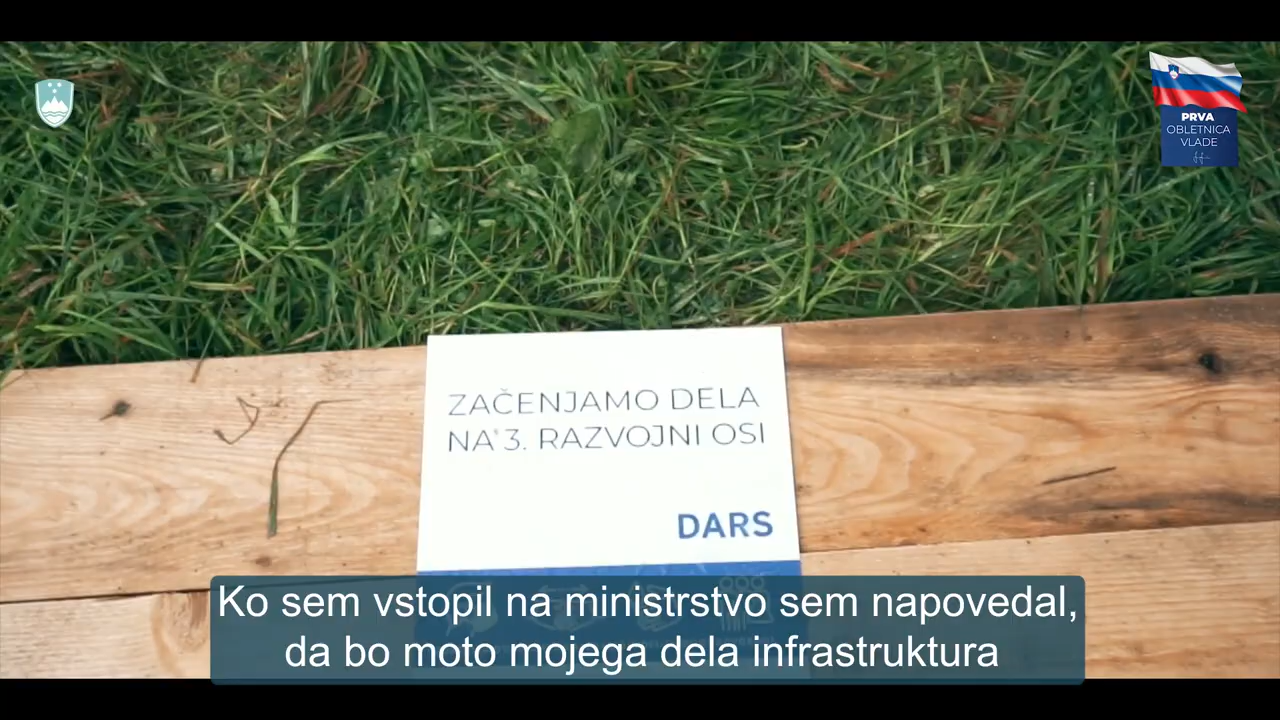 PRVA
OBLETNICA
VLADE
ZAČENJAMO DELA
NA 3. RAZVOJNI OSI
DARS
Ko sem vstopil na ministrstvo sem napovedal,
da bo moto mojega dela infrastruktura